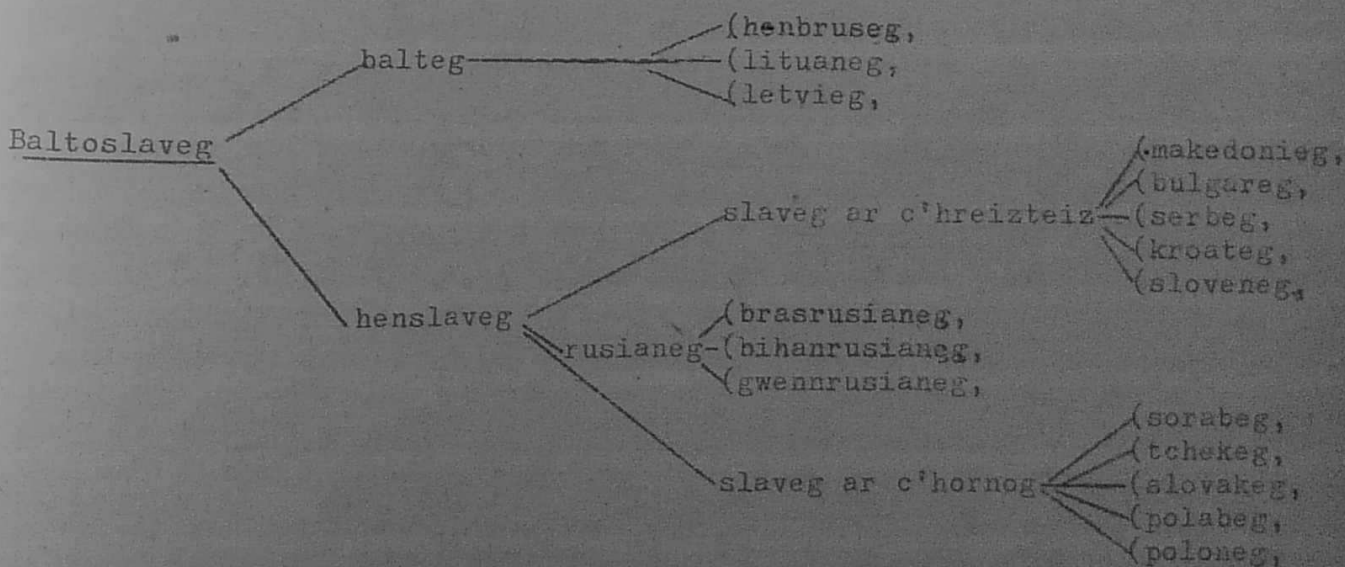 (henbruseg,
balteg (lituaneg,
(letvieg,
Baltoslaveg
(makedonieg,
(bulgareg,
slaveg ar c'hreizteiz (serbeg,
(kroateg,
(sloveneg,
henslaveg
(brasrusianeg,
rusianeg (bihanrusianeg,
(gwennrusianeg,
(sorabeg,
(tchekeg,
slaveg ar c'hornog (slovakeg,
(polabeg,
(poloneg,